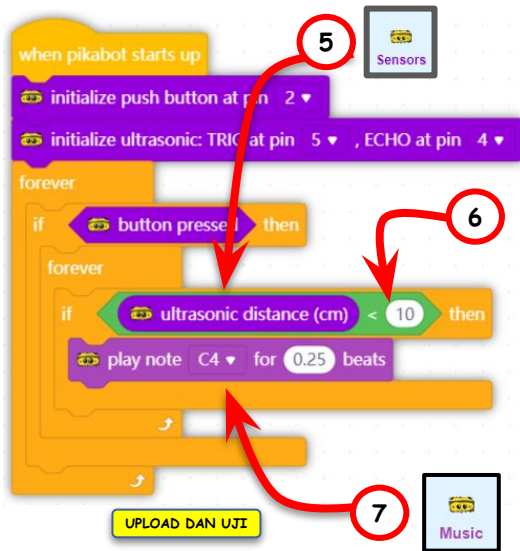 5
Sensors
when pikabot starts up
initialize push button at pin 2
initialize ultrasonic: TRIG at pin 5 , ECHO at pin 4
forever
if button pressed then
6
forever
if ultrasonic distance (cm) < 10 then
play note C4 for 0.25 beats
UPLOAD DAN UJI
7
Music